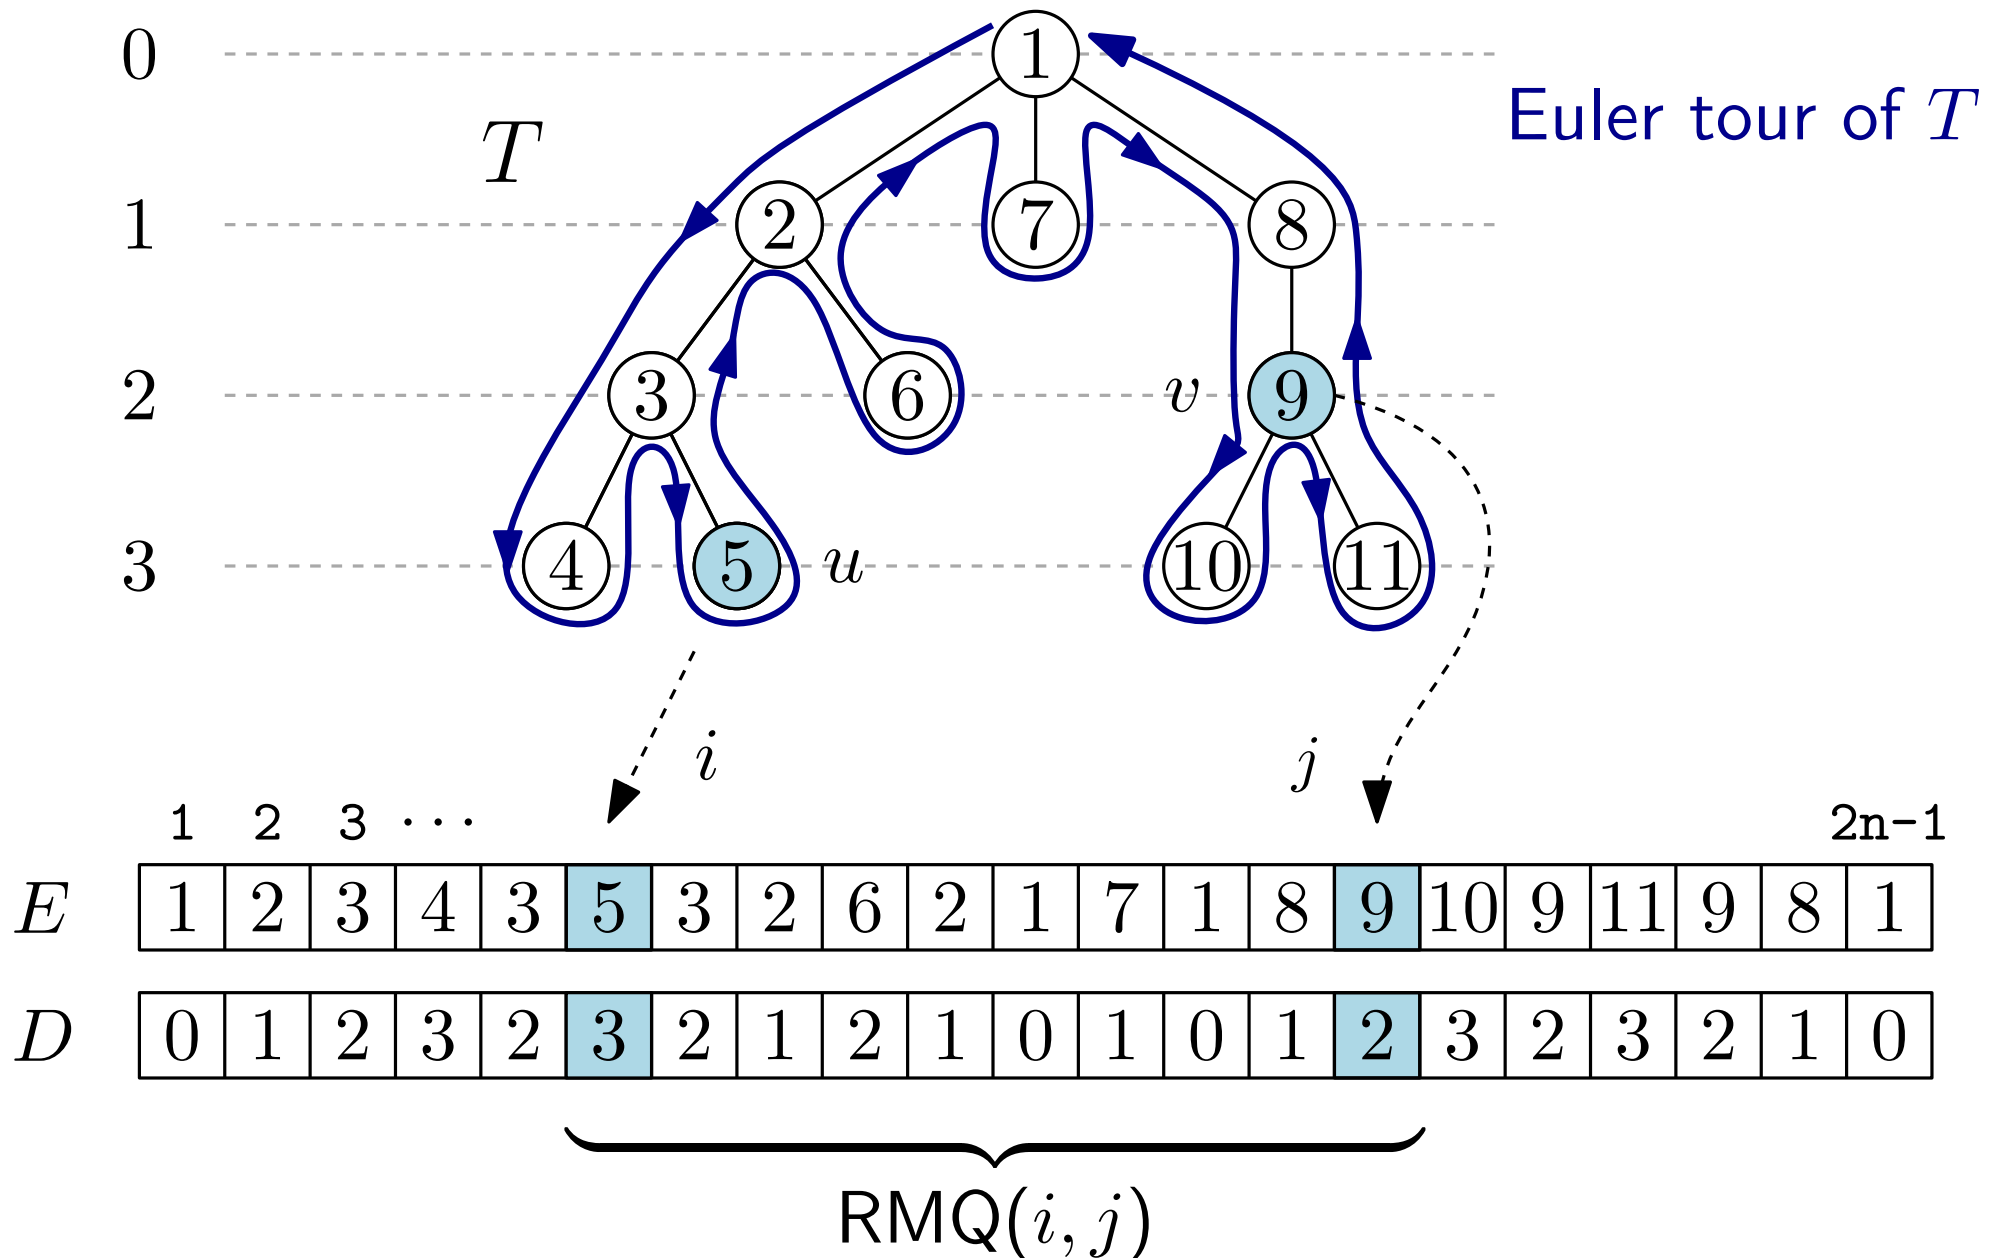 0 1
Euler tour of T
T
1 2 7 8
2 3 6 v 9
3 4 5 u 10 11
i j
1 2 3 ··· 2n-1
E 1 2 3 4 3 5 3 2 6 2 1 7 1 8 9 10 9 11 9 8 1
D 0 1 2 3 2 3 2 1 2 1 0 1 0 1 2 3 2 3 2 1 0
RMQ(i, j)